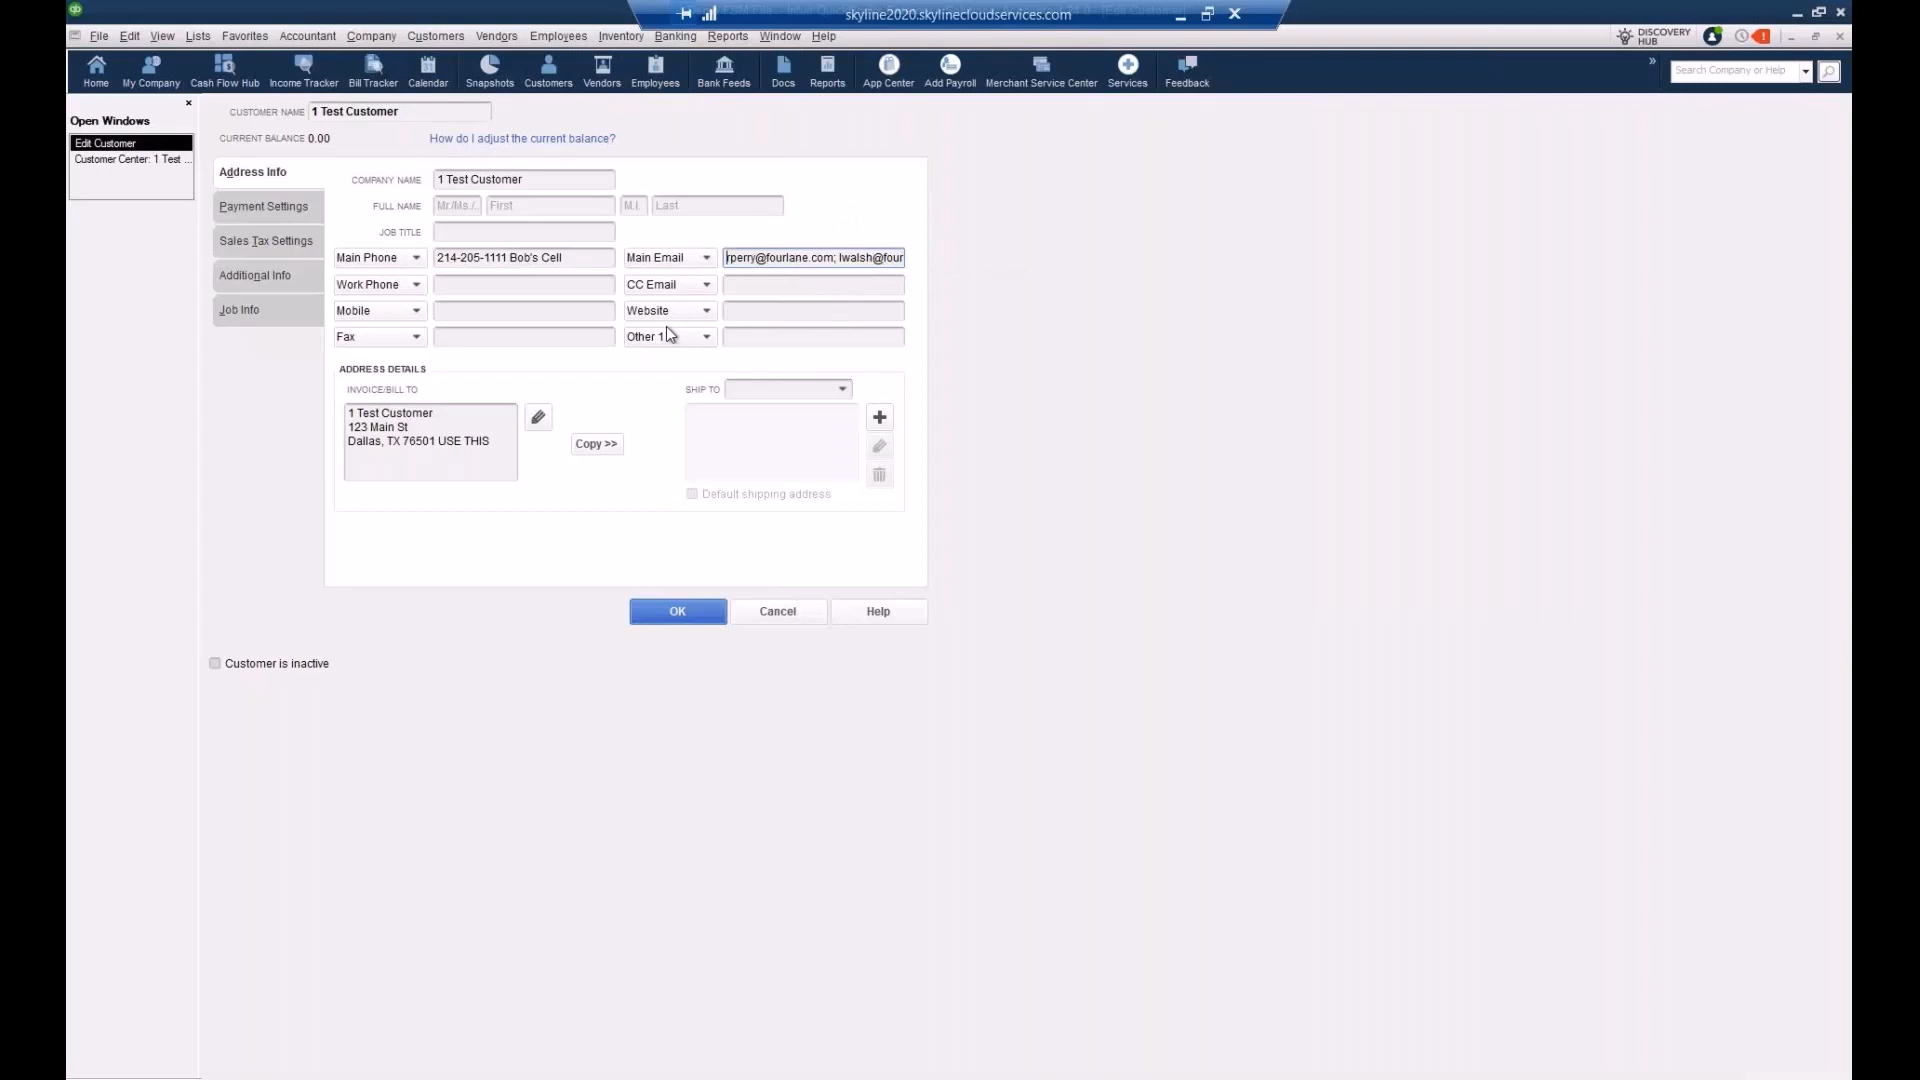 qb
skyline2020.skylinecloudservices.com
File Edit View Lists Favorites Accountant Company Customers Vendors Employees Inventory Banking Reports Window Help
DISCOVERY HUB
Home My Company Cash Flow Hub Income Tracker Bill Tracker Calendar Snapshots Customers Vendors Employees Bank Feeds Docs Reports App Center Add Payroll Merchant Service Center Services Feedback
Search Company or Help
Open Windows
Edit Customer
Customer Center: 1 Test ...
CUSTOMER NAME 1 Test Customer
CURRENT BALANCE 0.00 How do I adjust the current balance?
Address Info
Payment Settings
Sales Tax Settings
Additional Info
Job Info
COMPANY NAME 1 Test Customer
FULL NAME Mr./Ms./.. First M.I. Last
JOB TITLE
Main Phone 214-205-1111 Bob's Cell Main Email rperry@fourlane.com; lwalsh@four
Work Phone CC Email
Mobile Website
Fax Other 1
ADDRESS DETAILS
INVOICE/BILL TO
1 Test Customer
123 Main St
Dallas, TX 76501 USE THIS
Copy >>
SHIP TO
Default shipping address
OK Cancel Help
Customer is inactive